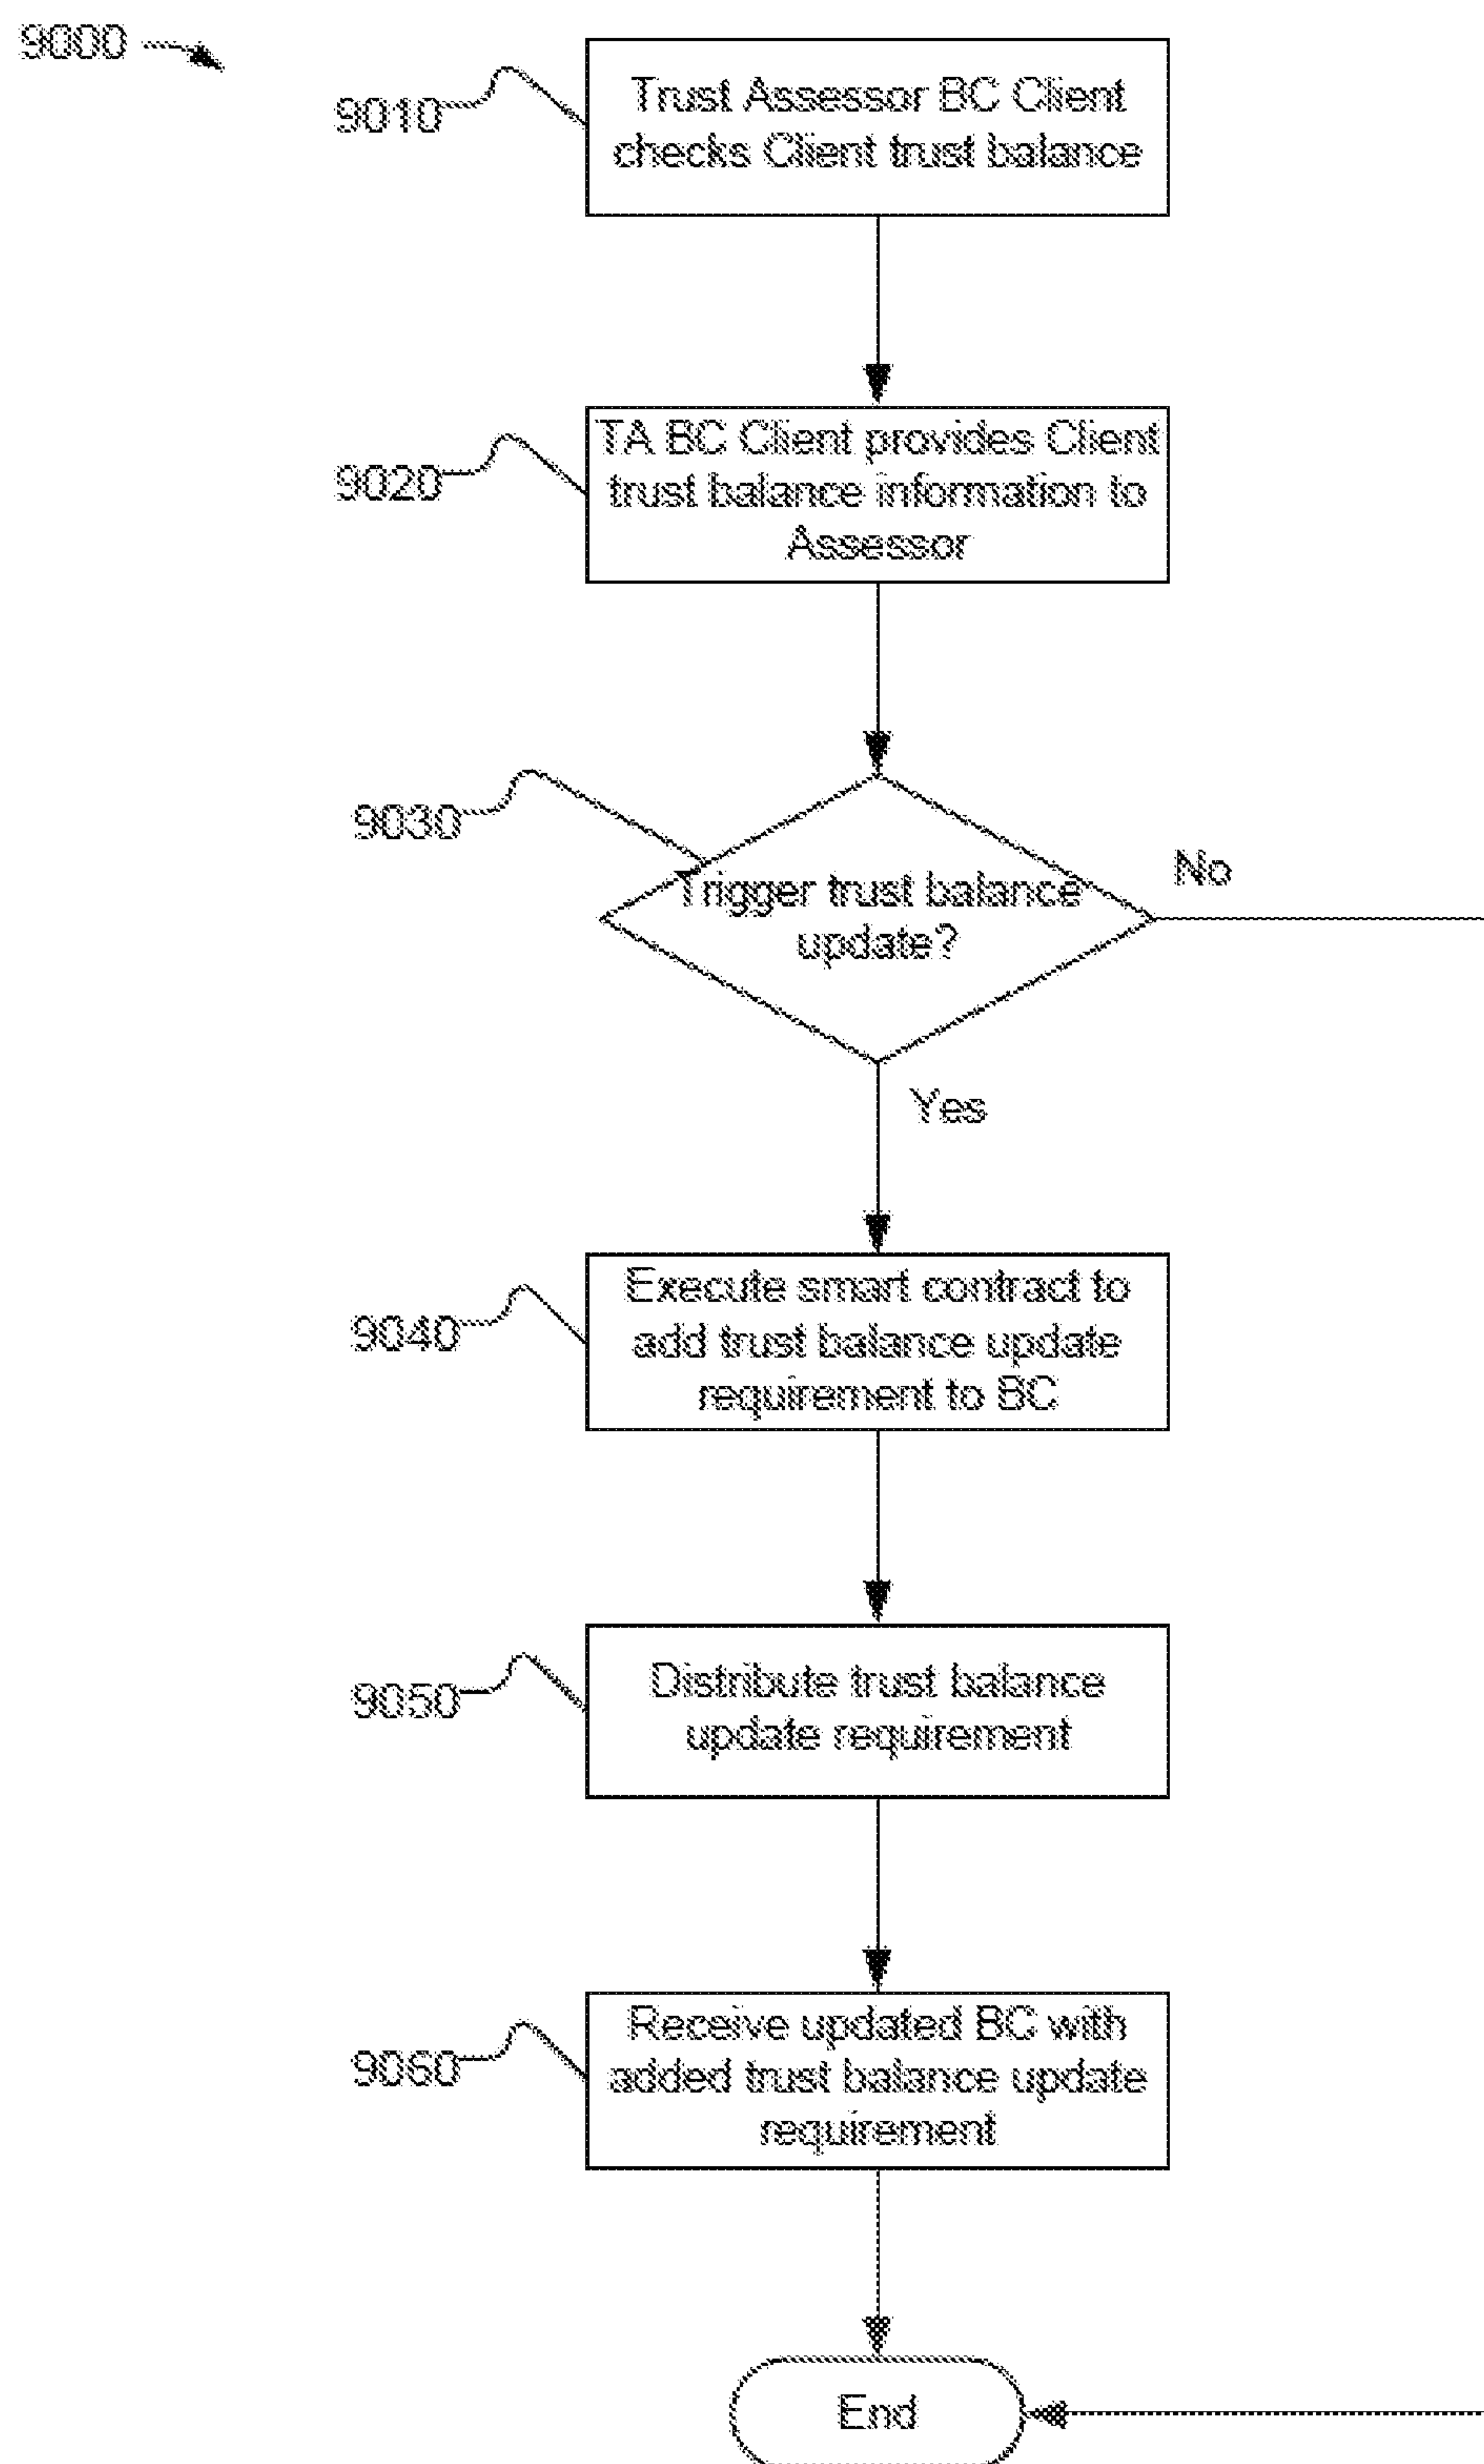 9000
9010
Trust Assessor BC Client
checks Client trust balance
9020
TA BC Client provides Client
trust balance information to
Assessor
9030
Trigger trust balance
update?
No
Yes
9040
Execute smart contract to
add trust balance update
requirement to BC
9050
Distribute trust balance
update requirement
9060
Receive updated BC with
added trust balance update
requirement
End